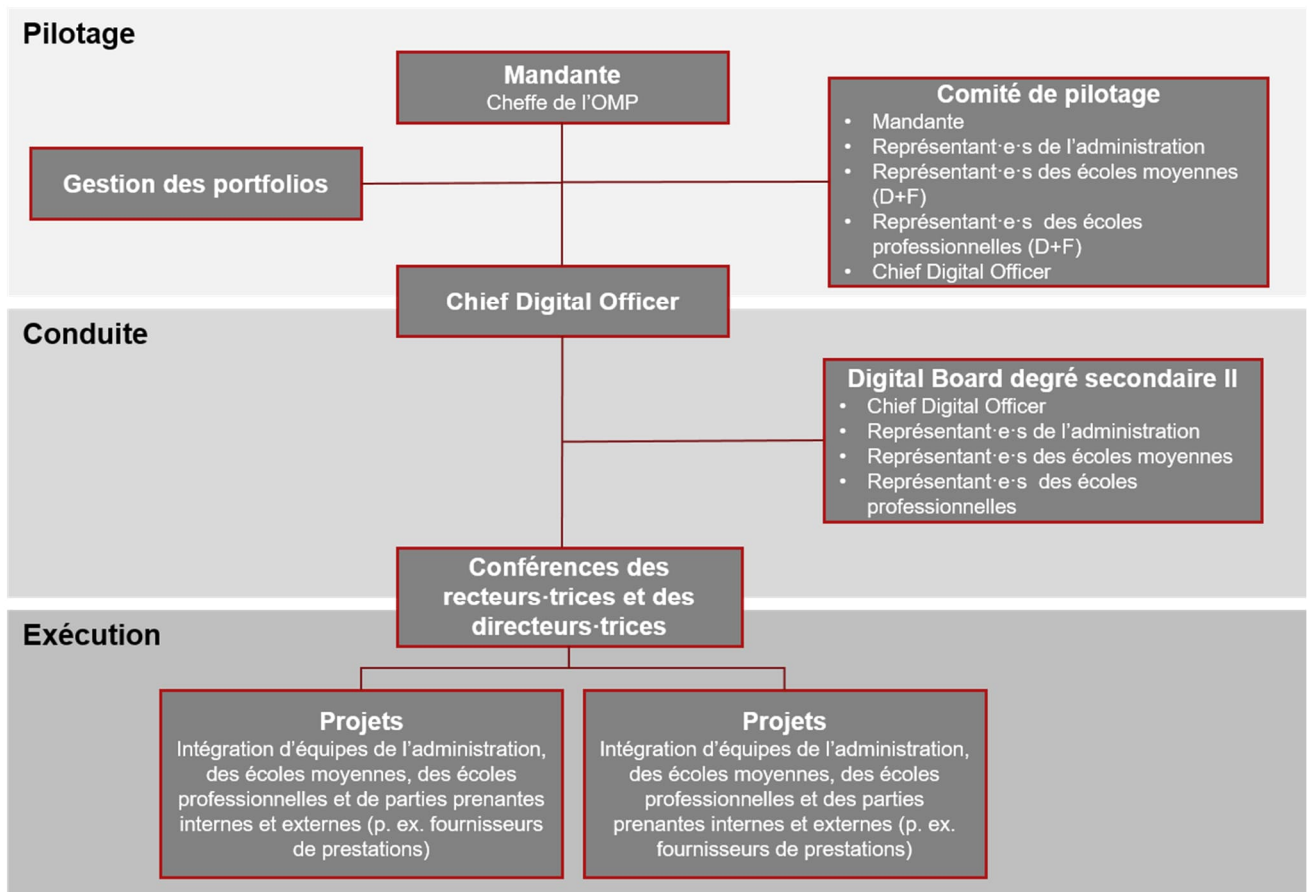 Pilotage
Mandante
Cheffe de l'OMP
Comité de pilotage
• Mandante
• Représentant·e·s de l'administration
• Représentant·e·s des écoles moyennes
(D+F)
• Représentant·e·s des écoles
professionnelles (D+F)
• Chief Digital Officer
Gestion des portfolios
Chief Digital Officer
Conduite
Digital Board degré secondaire II
• Chief Digital Officer
• Représentant·e·s de l'administration
• Représentant·e·s des écoles moyennes
• Représentant·e·s des écoles
professionnelles
Conférences des
recteurs·trices et des
directeurs·trices
Exécution
Projets
Intégration d'équipes de l'administration,
des écoles moyennes, des écoles
professionnelles et de parties prenantes
internes et externes (p. ex. fournisseurs
de prestations)
Projets
Intégration d'équipes de l'administration,
des écoles moyennes, des écoles
professionnelles et des parties
prenantes internes et externes (p. ex.
fournisseurs de prestations)